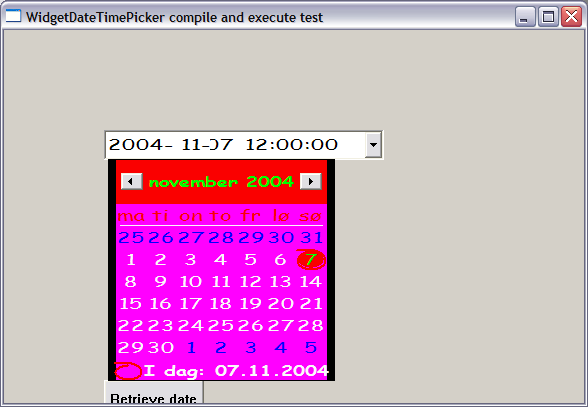 WidgetDateTimePicker compile and execute test
2004- 11-07 12:00:00
november 2004
ma ti on to fr lø sø
25 26 27 28 29 30 31
1 2 3 4 5 6 7
8 9 10 11 12 13 14
15 16 17 18 19 20 21
22 23 24 25 26 27 28
29 30 1 2 3 4 5
I dag: 07.11.2004
Retrieve date